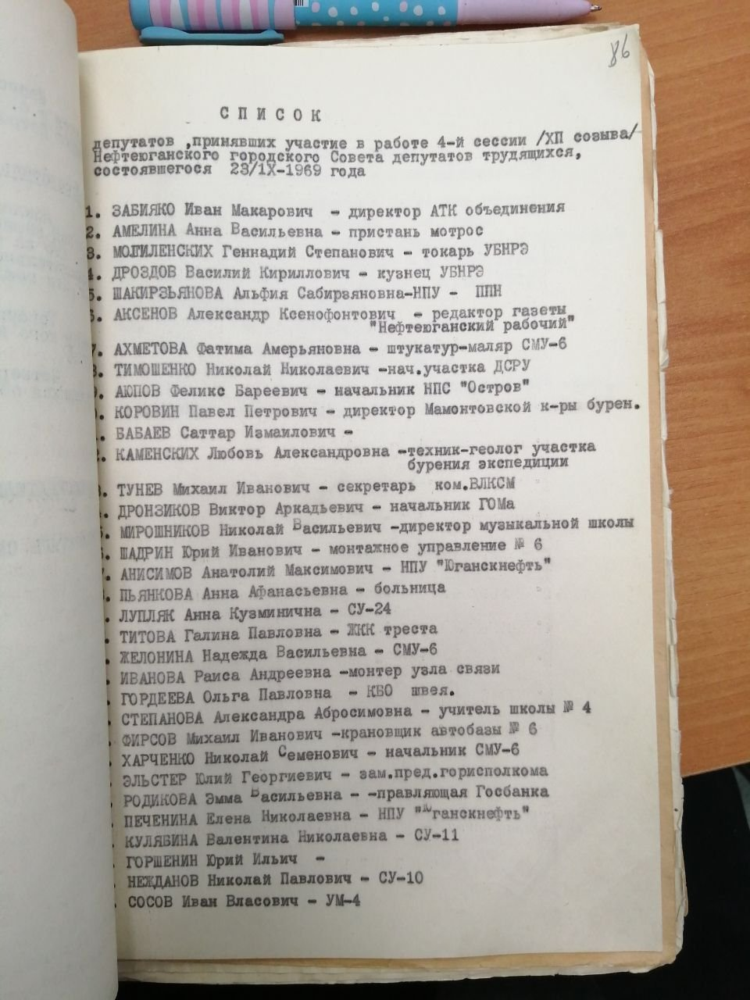 86
СПИСОК
депутатов ,принявших участие в работе 4-й сессии /ХП созыва/
Нефтеюганского городского Совета депутатов трудящихся,
состоявшегося 23/1Х-1969 года
1. ЗАБИЯКО Иван Макарович - директор АТК объединения
2. АМЕЛИНА Анна Васильевна - пристань мотрос
3. МОГИЛЕНСКИХ Геннадий Степанович - токарь УБНРЭ
4. ДРОЗДОВ Василий Кириллович - кузнец УБНРЭ
5. ШАКИРЗЬЯНОВА Альфия Сабирзяновна-НПУ - ППН
6. АКСЕНОВ Александр Ксенофонтович - редактор газеты
"Нефтеюганский рабочий"
7. АХМЕТОВА Фатима Амерьяновна - штукатур-маляр СМУ-6
8. ТИМОШЕНКО Николай Николаевич -нач.участка ДСРУ
9. АЮПОВ Феликс Бареевич - начальник НПС "Остров"
0. КОРОВИН Павел Петрович - директор Мамонтовской к-ры бурен.
. БАБАЕВ Саттар Измаилович -
2. КАМЕНСКИХ Любовь Александровна -техник-геолог участка
бурения экспедиции
3. ТУНЕВ Михаил Иванович - секретарь ком.ВЛКСМ
. ДРОНЗИКОВ Виктор Аркадьевич - начальник ГОМа
5. МИРОШНИКОВ Николай Васильевич -директор музыкальной школы
. ШАДРИН Юрий Иванович - монтажное управление № 6
. АНИСИМОВ Анатолий Максимович - НПУ "Юганскнефть"
. ПЬЯНКОВА Анна Афанасьевна - больница
. ЛУПЛЯК Анна Кузминична - СУ-24
. ТИТОВА Галина Павловна - ЖКК треста
. ЖЕЛОНИНА Надежда Васильевна - СМУ-6
. ИВАНОВА Раиса Андреевна -монтер узла связи
. ГОРДЕЕВА Ольга Павловна - КБО швея.
. СТЕПАНОВА Александра Абросимовна - учитель школы № 4
. ФИРСОВ Михаил Иванович -крановщик автобазы № 6
. ХАРЧЕНКО Николай Семенович - начальник СМУ-6
. ЭЛЬСТЕР Юлий Георгиевич - зам.пред.горисполкома
. РОДИКОВА Эмма Васильевна - -правляющая Госбанка
. ПЕЧЕНИНА Елена Николаевна - НПУ "Юганскнефть"
. КУЛЯБИНА Валентина Николаевна - СУ-11
. ГОРШЕНИН Юрий Ильич -
. НЕЖДАНОВ Николай Павлович - СУ-10
. СОСОВ Иван Власович - УМ-4